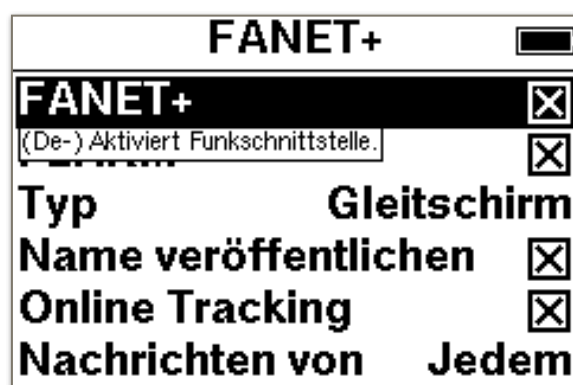 FANET+
FANET+
(De-) Aktiviert Funkschnittstelle.
Typ Gleitschirm
Name veröffentlichen
Online Tracking
Nachrichten von Jedem